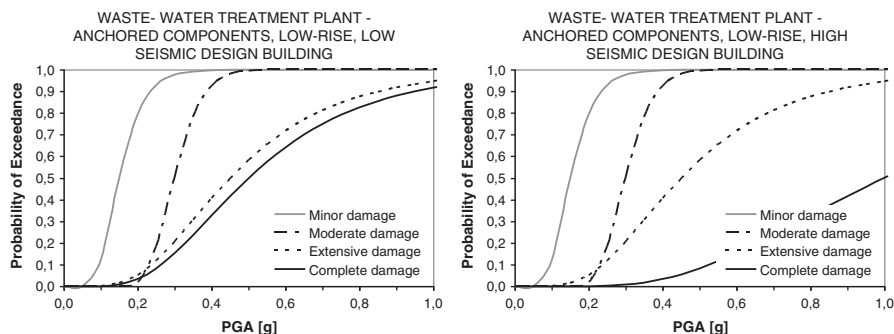 WASTE- WATER TREATMENT PLANT -
ANCHORED COMPONENTS, LOW-RISE, LOW
SEISMIC DESIGN BUILDING
Probability of Exceedance
1,0
0,9
0,8
0,7
0,6
0,5
0,4
0,3
0,2
0,1
0,0
Minor damage
Moderate damage
Extensive damage
Complete damage
0,0 0,2 0,4 0,6 0,8 1,0
PGA [g]
WASTE- WATER TREATMENT PLANT -
ANCHORED COMPONENTS, LOW-RISE, HIGH
SEISMIC DESIGN BUILDING
Probability of Exceedance
1,0
0,9
0,8
0,7
0,6
0,5
0,4
0,3
0,2
0,1
0,0
Minor damage
Moderate damage
Extensive damage
Complete damage
0,0 0,2 0,4 0,6 0,8 1,0
PGA [g]